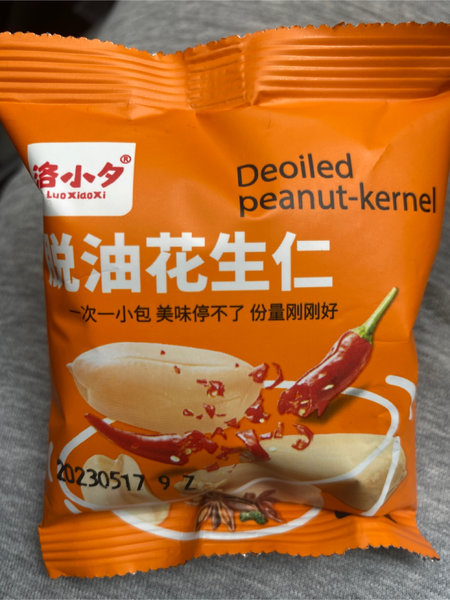 洛小夕®
LuoXiaoXi
Deoiled
peanut-kernel
脱油花生仁
一次一小包 美味停不了 份量刚刚好
20230517 9 Z